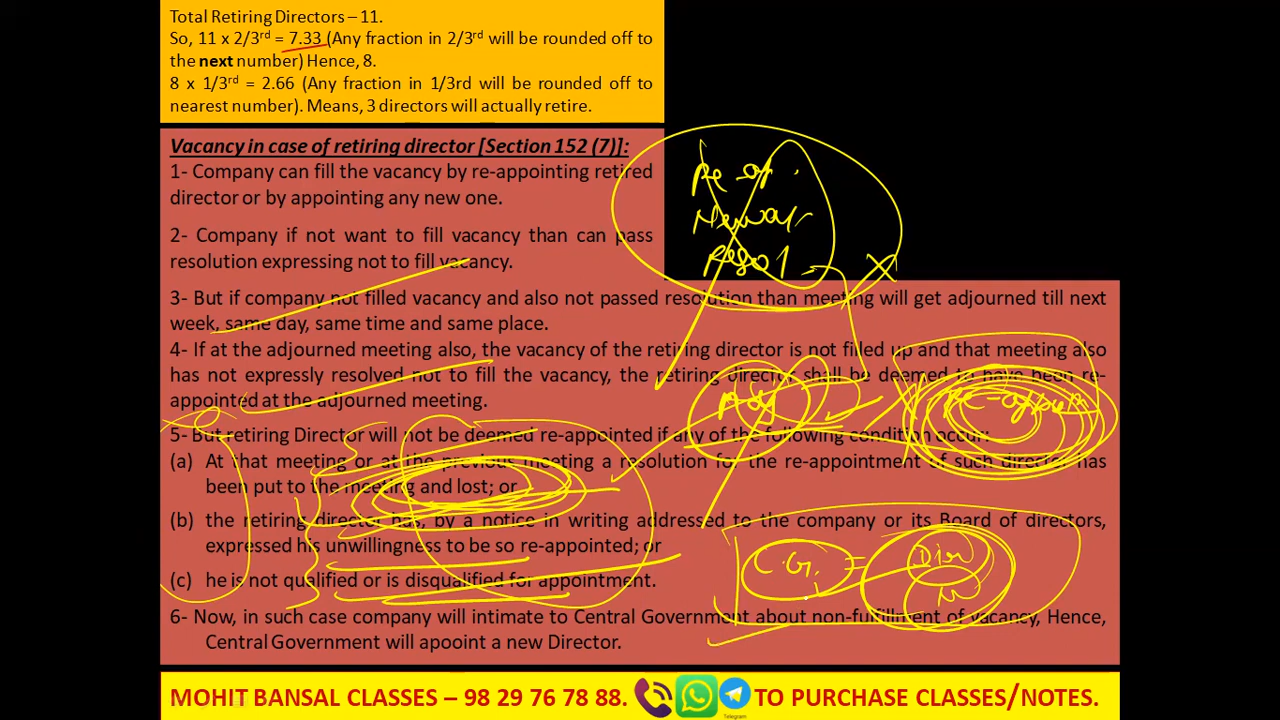 Total Retiring Directors – 11.
So, 11 x 2/3rd = 7.33 (Any fraction in 2/3rd will be rounded off to
the next number) Hence, 8.
8 x 1/3rd = 2.66 (Any fraction in 1/3rd will be rounded off to
nearest number). Means, 3 directors will actually retire.
Vacancy in case of retiring director [Section 152 (7)]:
1- Company can fill the vacancy by re-appointing retired
director or by appointing any new one.
2- Company if not want to fill vacancy than can pass
resolution expressing not to fill vacancy.
3- But if company not filled vacancy and also not passed resolution than meeting will get adjourned till next
week, same day, same time and same place.
4- If at the adjourned meeting also, the vacancy of the retiring director is not filled up and that meeting also
has not expressly resolved not to fill the vacancy, the retiring director shall be deemed to have been re-
appointed at the adjourned meeting.
5- But retiring Director will not be deemed re-appointed if any of the following condition occur:
(a) At that meeting or at the previous meeting a resolution for the re-appointment of such director has
been put to the meeting and lost; or
(b) the retiring director has, by a notice in writing addressed to the company or its Board of directors,
expressed his unwillingness to be so re-appointed; or
(c) he is not qualified or is disqualified for appointment.
6- Now, in such case company will intimate to Central Government about non-fulfillment of vacancy, Hence,
Central Government will apooint a new Director.
MOHIT BANSAL CLASSES – 98 29 76 78 88. TO PURCHASE CLASSES/NOTES.
Telegram